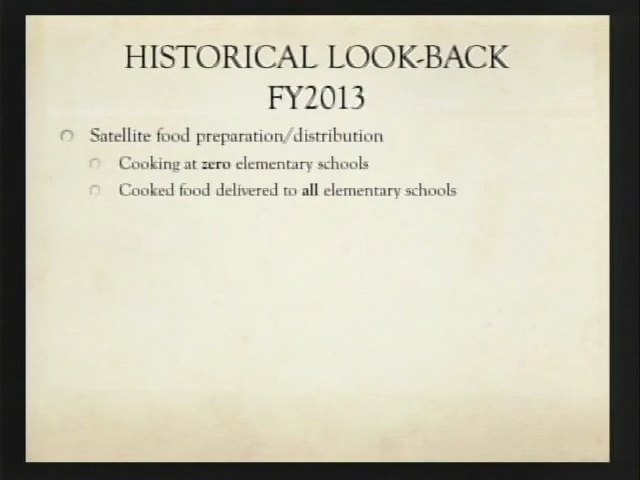 HISTORICAL LOOK-BACK
FY2013
Satellite food preparation/distribution
Cooking at zero elementary schools
Cooked food delivered to all elementary schools